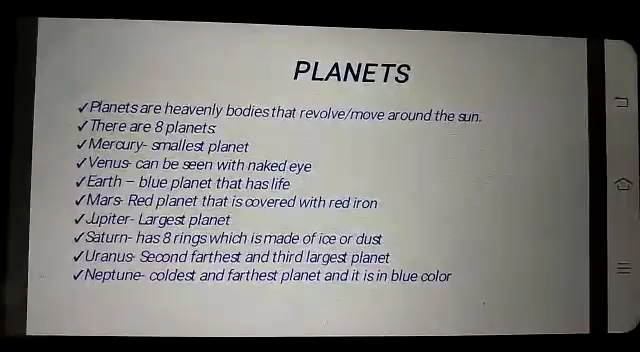 PLANETS
✓Planets are heavenly bodies that revolve/move around the sun.
✓There are 8 planets:
✓Mercury- smallest planet
✓Venus- can be seen with naked eye
✓Earth – blue planet that has life
✓Mars- Red planet that is covered with red iron
✓Jupiter- Largest planet
✓Saturn- has 8 rings which is made of ice or dust
✓Uranus- Second farthest and third largest planet
✓Neptune- coldest and farthest planet and it is in blue color